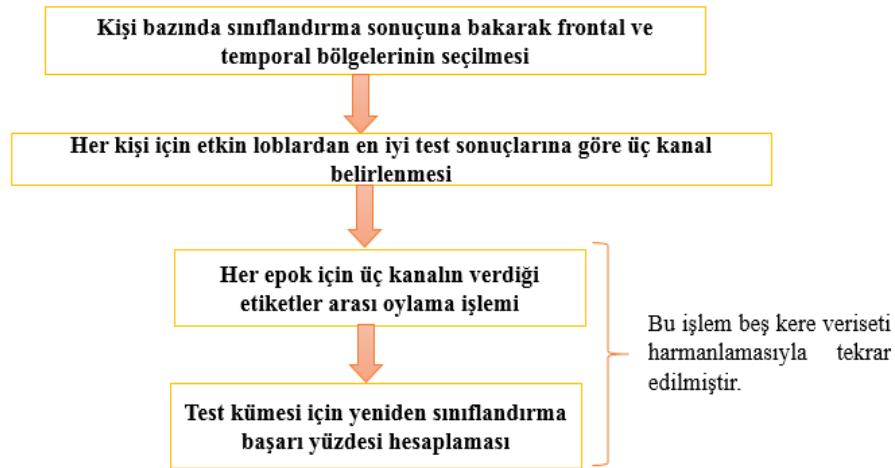 Kişi bazında sınıflandırma sonuçuna bakarak frontal ve
temporal bölgelerinin seçilmesi
Her kişi için etkin loblardan en iyi test sonuçlarına göre üç kanal
belirlenmesi
Her epok için üç kanalın verdiği
etiketler arası oylama işlemi
Test kümesi için yeniden sınıflandırma
başarı yüzdesi hesaplaması
Bu işlem beş kere veriseti
harmanlamasıyla tekrar
edilmiştir.